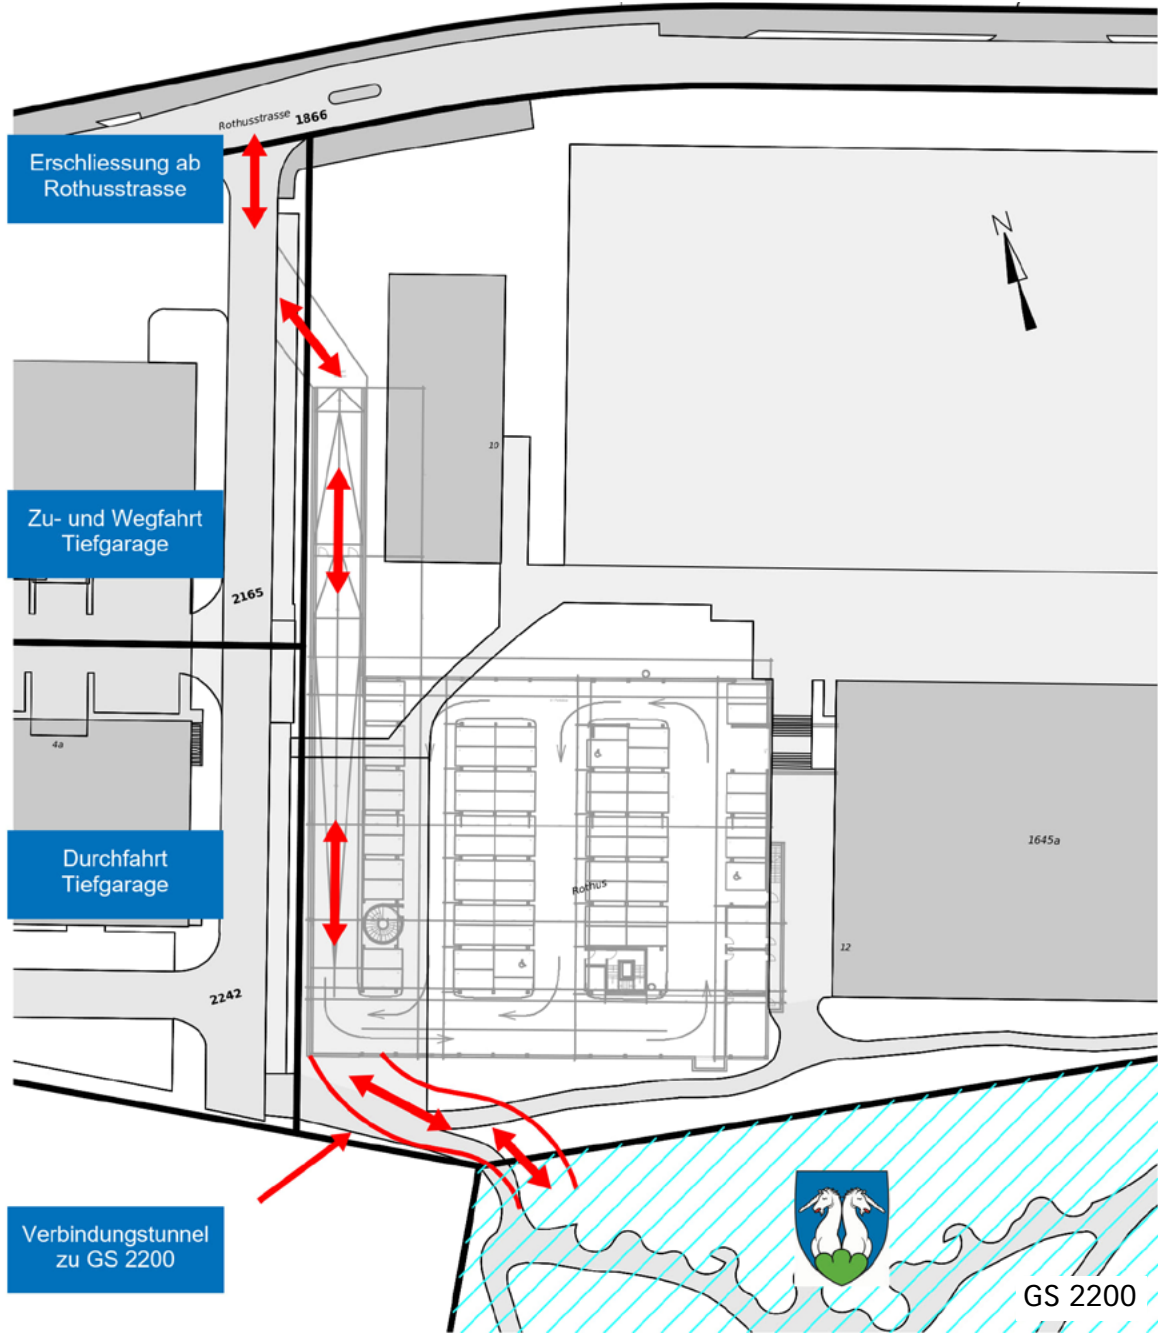 Rothusstrasse 1866
Erschliessung ab
Rothusstrasse
N
10
Zu- und Wegfahrt
Tiefgarage
2165
4a
Durchfahrt
Tiefgarage
1645a
Rothus
12
2242
Verbindungstunnel
zu GS 2200
GS 2200